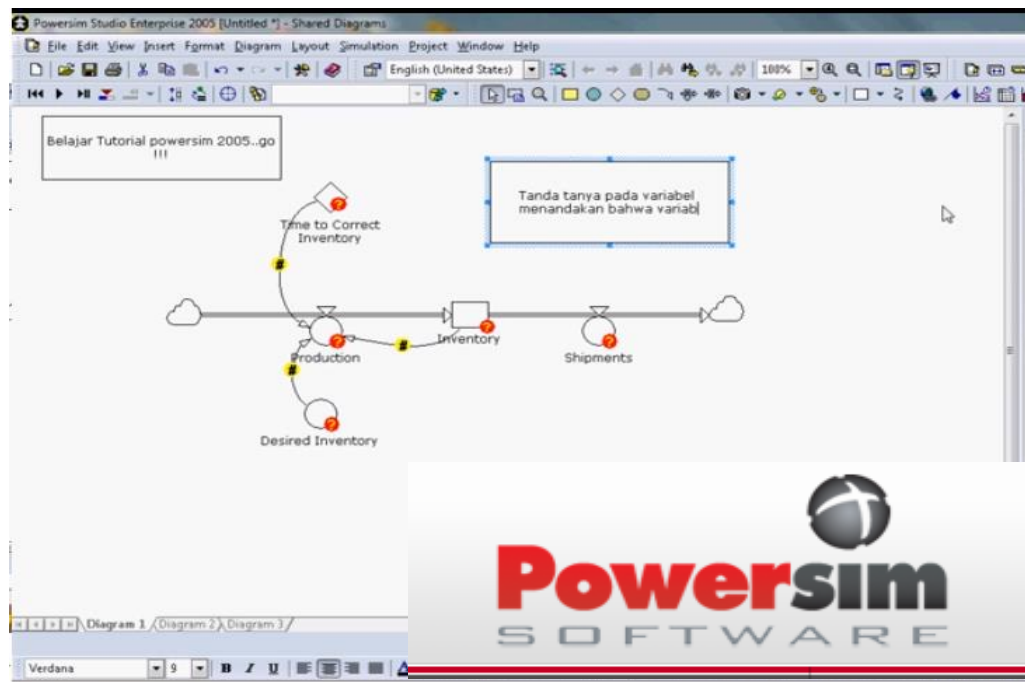 Powersim Studio Enterprise 2005 [Untitled *] - Shared Diagrams
File Edit View Insert Format Diagram Layout Simulation Project Window Help
English (United States)
100%
Belajar Tutorial powersim 2005..go
!!!
Tanda tanya pada variabel
menandakan bahwa variab
Time to Correct
Inventory
#
Inventory
#
?
Production
Shipments
#
Desired Inventory
Powersim
SOFTWARE
Diagram 1 Diagram 2 Diagram 3
Verdana 9 B I U A